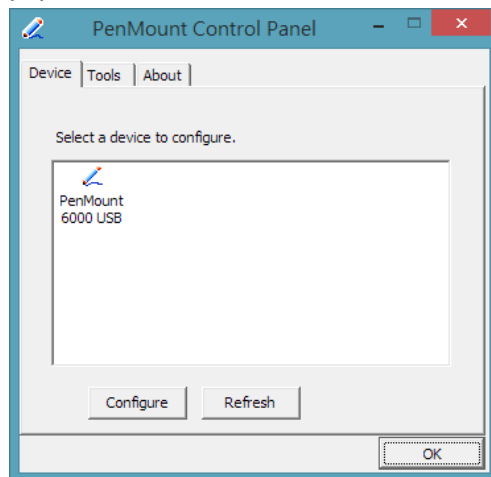 PenMount Control Panel
Device Tools About
Select a device to configure.
PenMount
6000 USB
Configure Refresh
OK